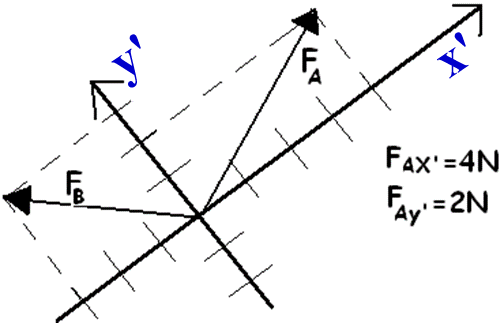 y'
x'
F_A
F_B
F_AX' = 4N
F_Ay' = 2N